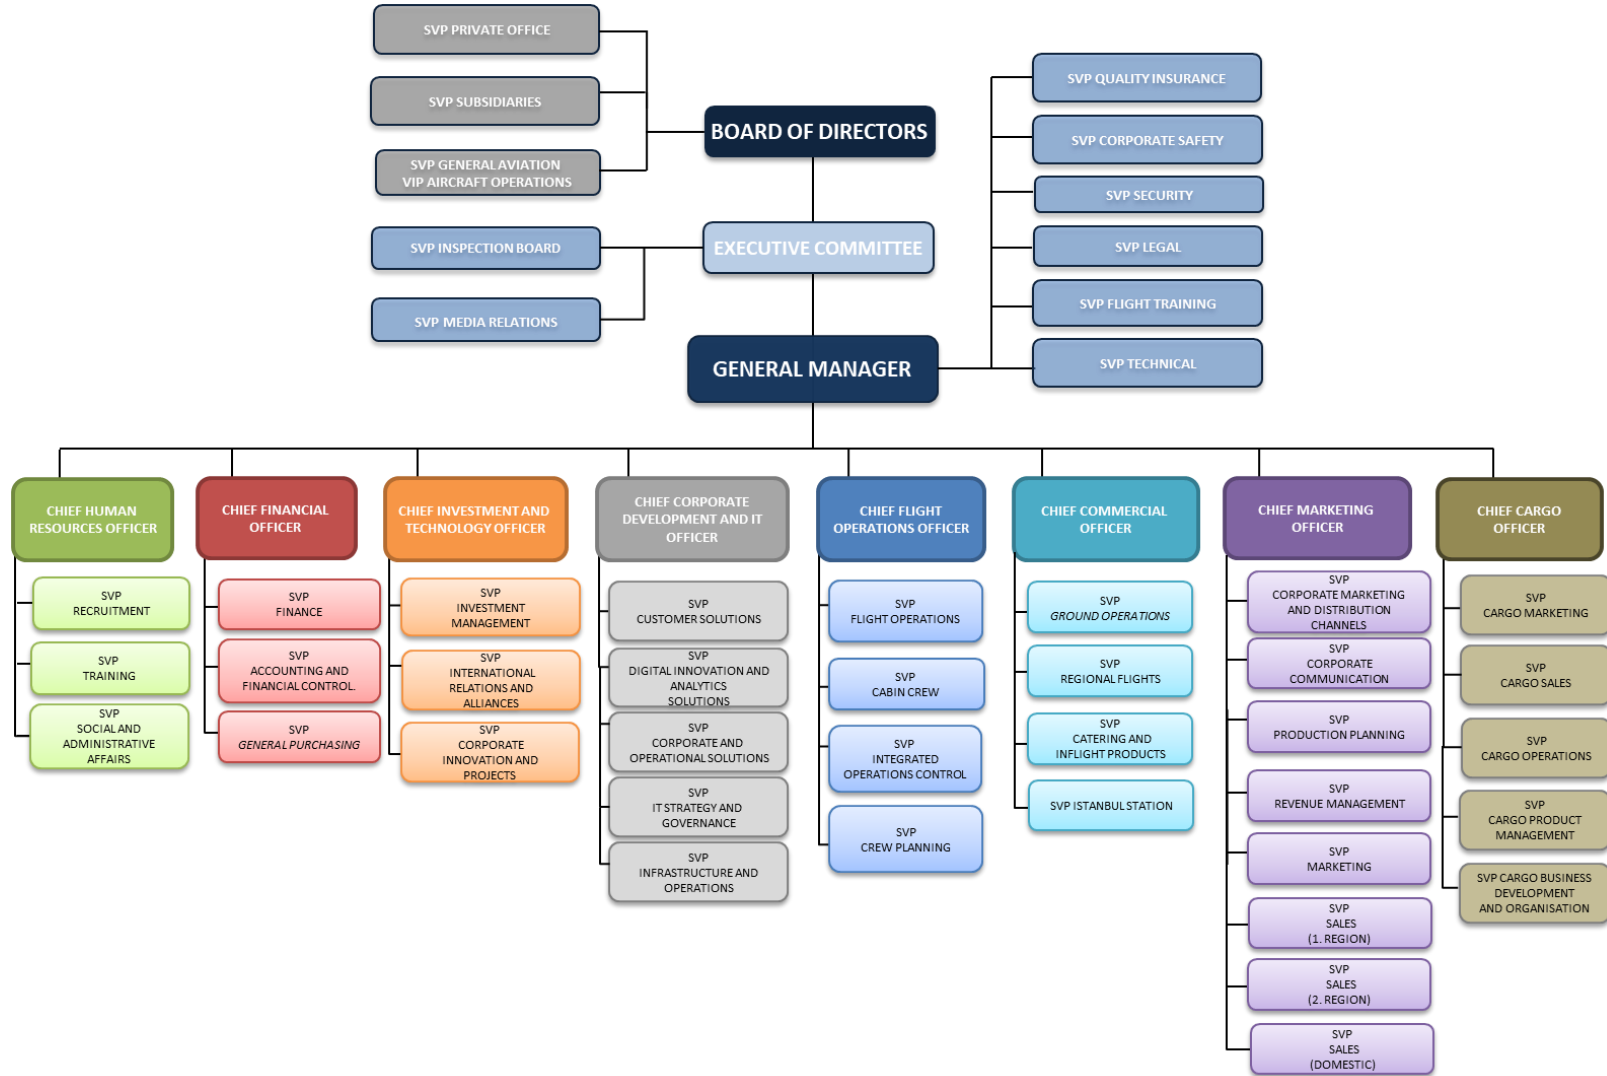 SVP PRIVATE OFFICE
SVP SUBSIDIARIES
SVP GENERAL AVIATION
VIP AIRCRAFT OPERATIONS
BOARD OF DIRECTORS
SVP QUALITY INSURANCE
SVP CORPORATE SAFETY
SVP SECURITY
SVP LEGAL
SVP FLIGHT TRAINING
SVP TECHNICAL
SVP INSPECTION BOARD
SVP MEDIA RELATIONS
EXECUTIVE COMMITTEE
GENERAL MANAGER
CHIEF HUMAN
RESOURCES OFFICER
SVP
RECRUITMENT
SVP
TRAINING
SVP
SOCIAL AND
ADMINISTRATIVE
AFFAIRS
CHIEF FINANCIAL
OFFICER
SVP
FINANCE
SVP
ACCOUNTING AND
FINANCIAL CONTROL.
SVP
GENERAL PURCHASING
CHIEF INVESTMENT AND
TECHNOLOGY OFFICER
SVP
INVESTMENT
MANAGEMENT
SVP
INTERNATIONAL
RELATIONS AND
ALLIANCES
SVP
CORPORATE
INNOVATION AND
PROJECTS
CHIEF CORPORATE
DEVELOPMENT AND IT
OFFICER
SVP
CUSTOMER SOLUTIONS
SVP
DIGITAL INNOVATION AND
ANALYTICS
SOLUTIONS
SVP
CORPORATE AND
OPERATIONAL SOLUTIONS
SVP
IT STRATEGY AND
GOVERNANCE
SVP
INFRASTRUCTURE AND
OPERATIONS
CHIEF FLIGHT
OPERATIONS OFFICER
SVP
FLIGHT OPERATIONS
SVP
CABIN CREW
SVP
INTEGRATED
OPERATIONS CONTROL
SVP
CREW PLANNING
CHIEF COMMERCIAL
OFFICER
SVP
GROUND OPERATIONS
SVP
REGIONAL FLIGHTS
SVP
CATERING AND
INFLIGHT PRODUCTS
SVP ISTANBUL STATION
CHIEF MARKETING
OFFICER
SVP
CORPORATE MARKETING
AND DISTRIBUTION
CHANNELS
SVP
CORPORATE
COMMUNICATION
SVP
PRODUCTION PLANNING
SVP
REVENUE MANAGEMENT
SVP
MARKETING
SVP
SALES
(1. REGION)
SVP
SALES
(2. REGION)
SVP
SALES
(DOMESTIC)
CHIEF CARGO
OFFICER
SVP
CARGO MARKETING
SVP
CARGO SALES
SVP
CARGO OPERATIONS
SVP
CARGO PRODUCT
MANAGEMENT
SVP CARGO BUSINESS
DEVELOPMENT
AND ORGANISATION